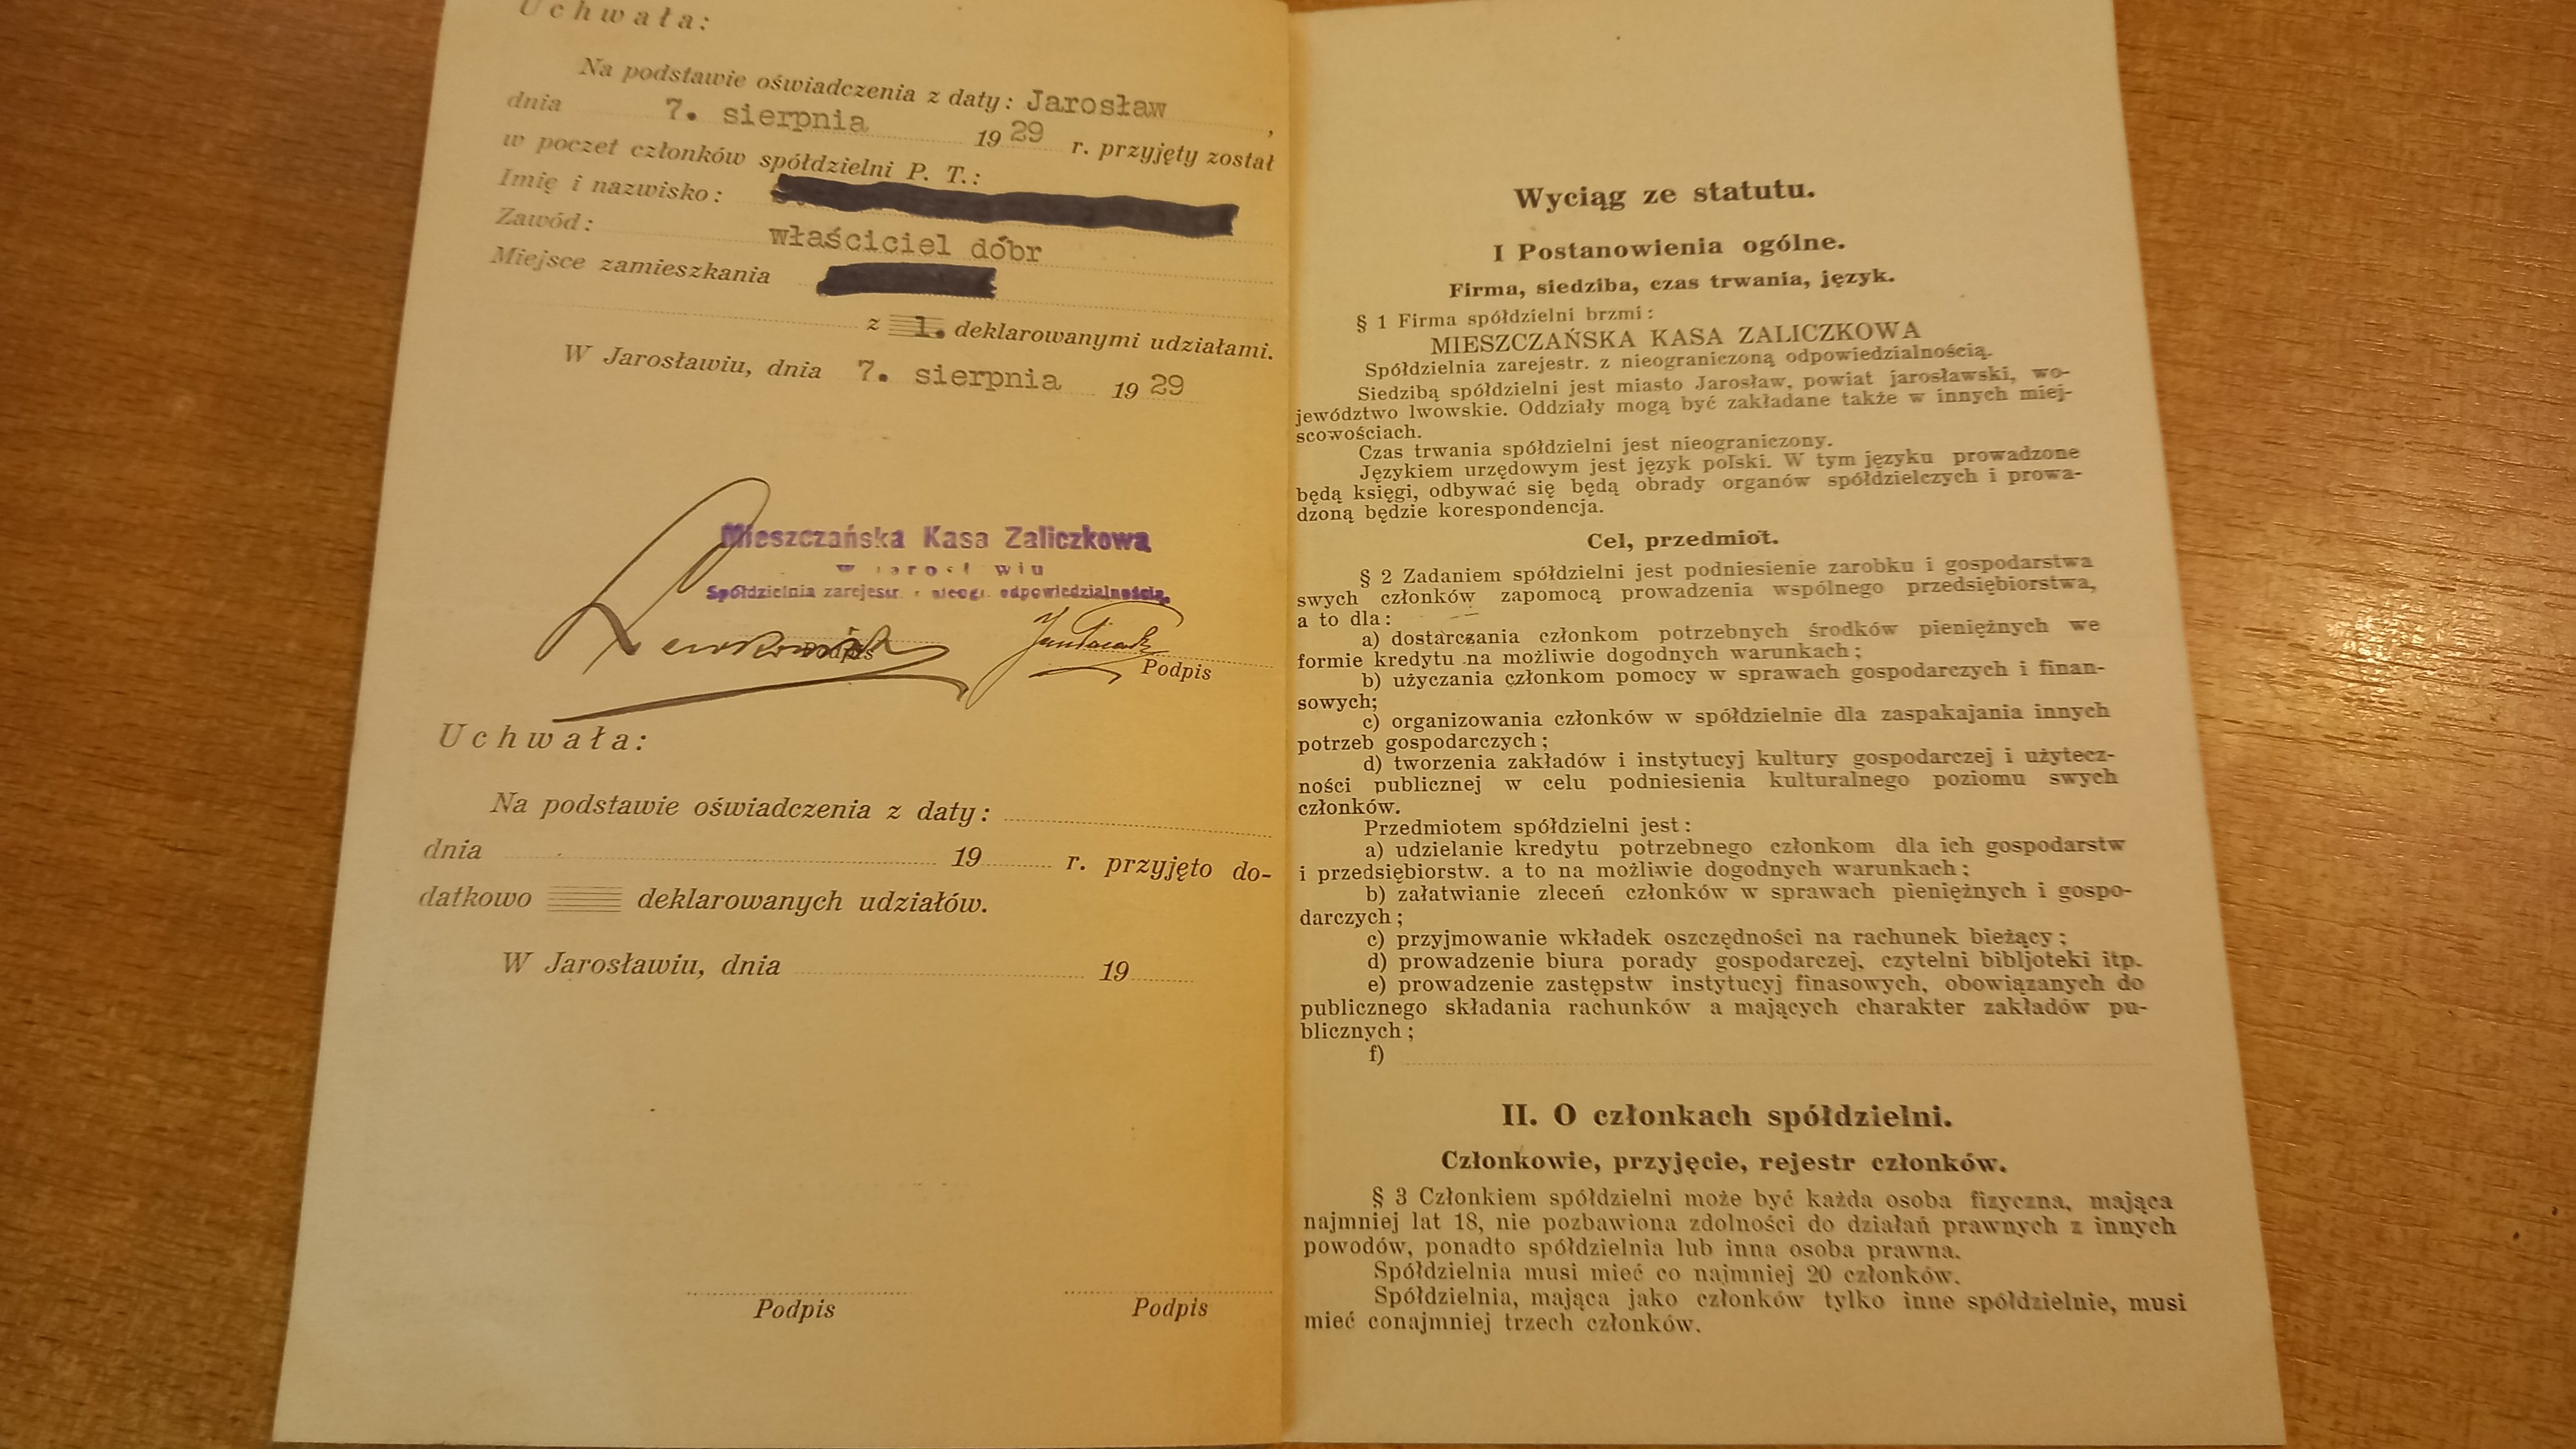 Uchwała:
Na podstawie oświadczenia z daty: Jarosław,
dnia 7. sierpnia 1929 r. przyjęty został
w poczet członków spółdzielni P. T.:
Imię i nazwisko:
Zawód: właściciel dóbr
Miejsce zamieszkania
z 1. deklarowanymi udziałami.
W Jarosławiu, dnia 7. sierpnia 1929
Mieszczańska Kasa Zaliczkowa
Spółdzielnia zarejestr. z nieogr. odpowiedzialnością.
Podpis Podpis
Uchwała:
Na podstawie oświadczenia z daty:
dnia 19 r. przyjęto do-
datkowo deklarowanych udziałów.
W Jarosławiu, dnia 19
Podpis Podpis
Wyciąg ze statutu.
I Postanowienia ogólne.
Firma, siedziba, czas trwania, język.
§ 1 Firma spółdzielni brzmi:
MIESZCZAŃSKA KASA ZALICZKOWA
Spółdzielnia zarejestr. z nieograniczoną odpowiedzialnością.
Siedzibą spółdzielni jest miasto Jarosław, powiat jarosławski, wo-
jewództwo lwowskie. Oddziały mogą być zakładane także w innych miej-
scowościach.
Czas trwania spółdzielni jest nieograniczony.
Językiem urzędowym jest język polski. W tym języku prowadzone
będą księgi, odbywać się będą obrady organów spółdzielczych i prowa-
dzoną będzie korespondencja.
Cel, przedmiot.
§ 2 Zadaniem spółdzielni jest podniesienie zarobku i gospodarstwa
swych członków zapomocą prowadzenia wspólnego przedsiębiorstwa,
a to dla:
a) dostarczania członkom potrzebnych środków pieniężnych we
formie kredytu na możliwie dogodnych warunkach;
b) użyczania członkom pomocy w sprawach gospodarczych i finan-
sowych;
c) organizowania członków w spółdzielnie dla zaspakajania innych
potrzeb gospodarczych;
d) tworzenia zakładów i instytucyj kultury gospodarczej i użytecz-
ności publicznej w celu podniesienia kulturalnego poziomu swych
członków.
Przedmiotem spółdzielni jest:
a) udzielanie kredytu potrzebnego członkom dla ich gospodarstw
i przedsiębiorstw. a to na możliwie dogodnych warunkach;
b) załatwianie zleceń członków w sprawach pieniężnych i gospo-
darczych;
c) przyjmowanie wkładek oszczędności na rachunek bieżący;
d) prowadzenie biura porady gospodarczej, czytelni bibljoteki itp.
e) prowadzenie zastępstw instytucyj finasowych, obowiązanych do
publicznego składania rachunków a mających charakter zakładów pu-
blicznych;
f)
II. O członkach spółdzielni.
Członkowie, przyjęcie, rejestr członków.
§ 3 Członkiem spółdzielni może być każda osoba fizyczna, mająca
najmniej lat 18, nie pozbawiona zdolności do działań prawnych z innych
powodów, ponadto spółdzielnia lub inna osoba prawna.
Spółdzielnia musi mieć co najmniej 20 członków.
Spółdzielnia, mająca jako członków tylko inne spółdzielnie, musi
mieć conajmniej trzech członków.